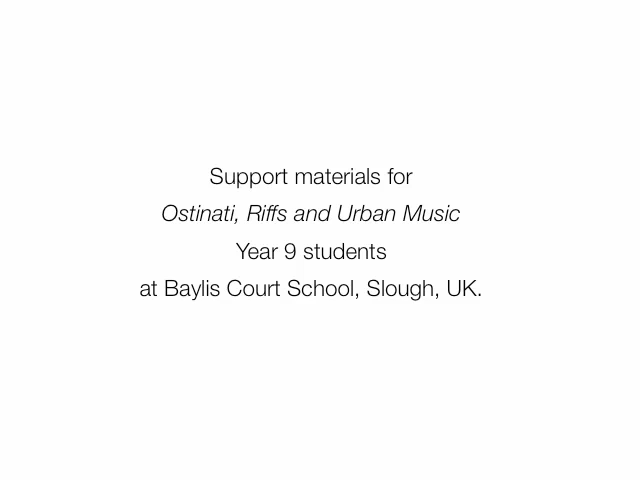 Support materials for
Ostinati, Riffs and Urban Music
Year 9 students
at Baylis Court School, Slough, UK.